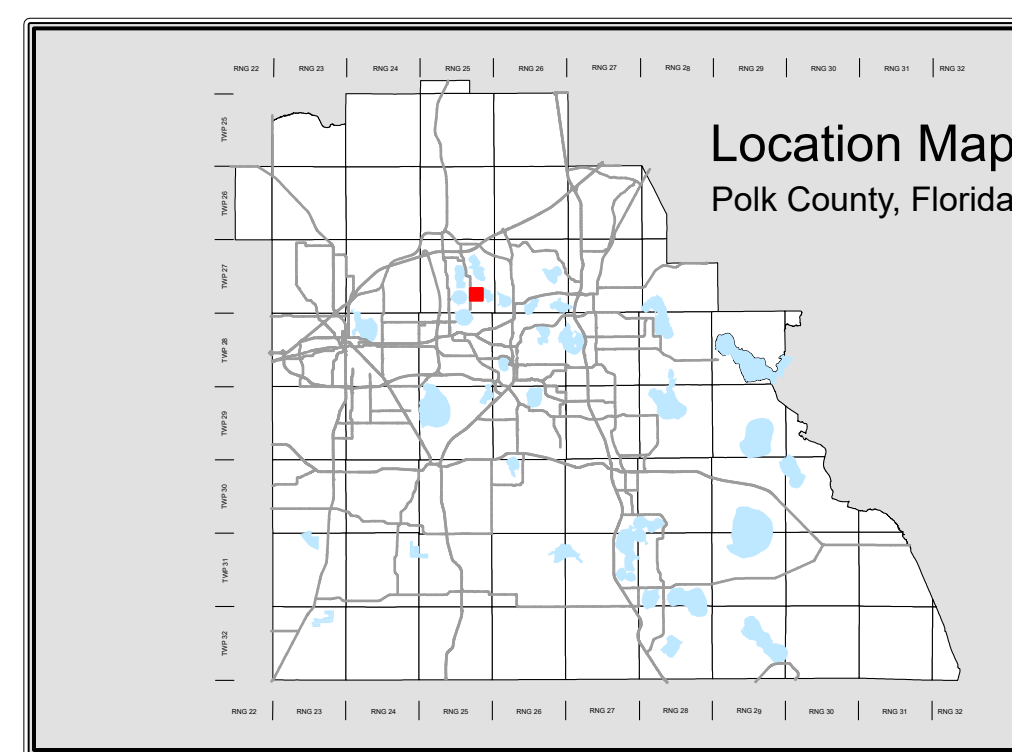 RNG 22 RNG 23 RNG 24 RNG 25 RNG 26 RNG 27 RNG 28 RNG 29 RNG 30 RNG 31 RNG 32
Location Map
Polk County, Florida
TWP 25
TWP 26
TWP 27
TWP 28
TWP 29
TWP 30
TWP 31
TWP 32
RNG 22 RNG 23 RNG 24 RNG 25 RNG 26 RNG 27 RNG 28 RNG 29 RNG 30 RNG 31 RNG 32